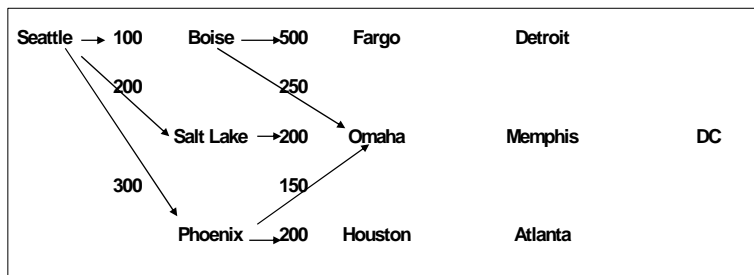 Seattle 100 Boise 500 Fargo Detroit
200 250
Salt Lake 200 Omaha Memphis DC
300 150
Phoenix 200 Houston Atlanta